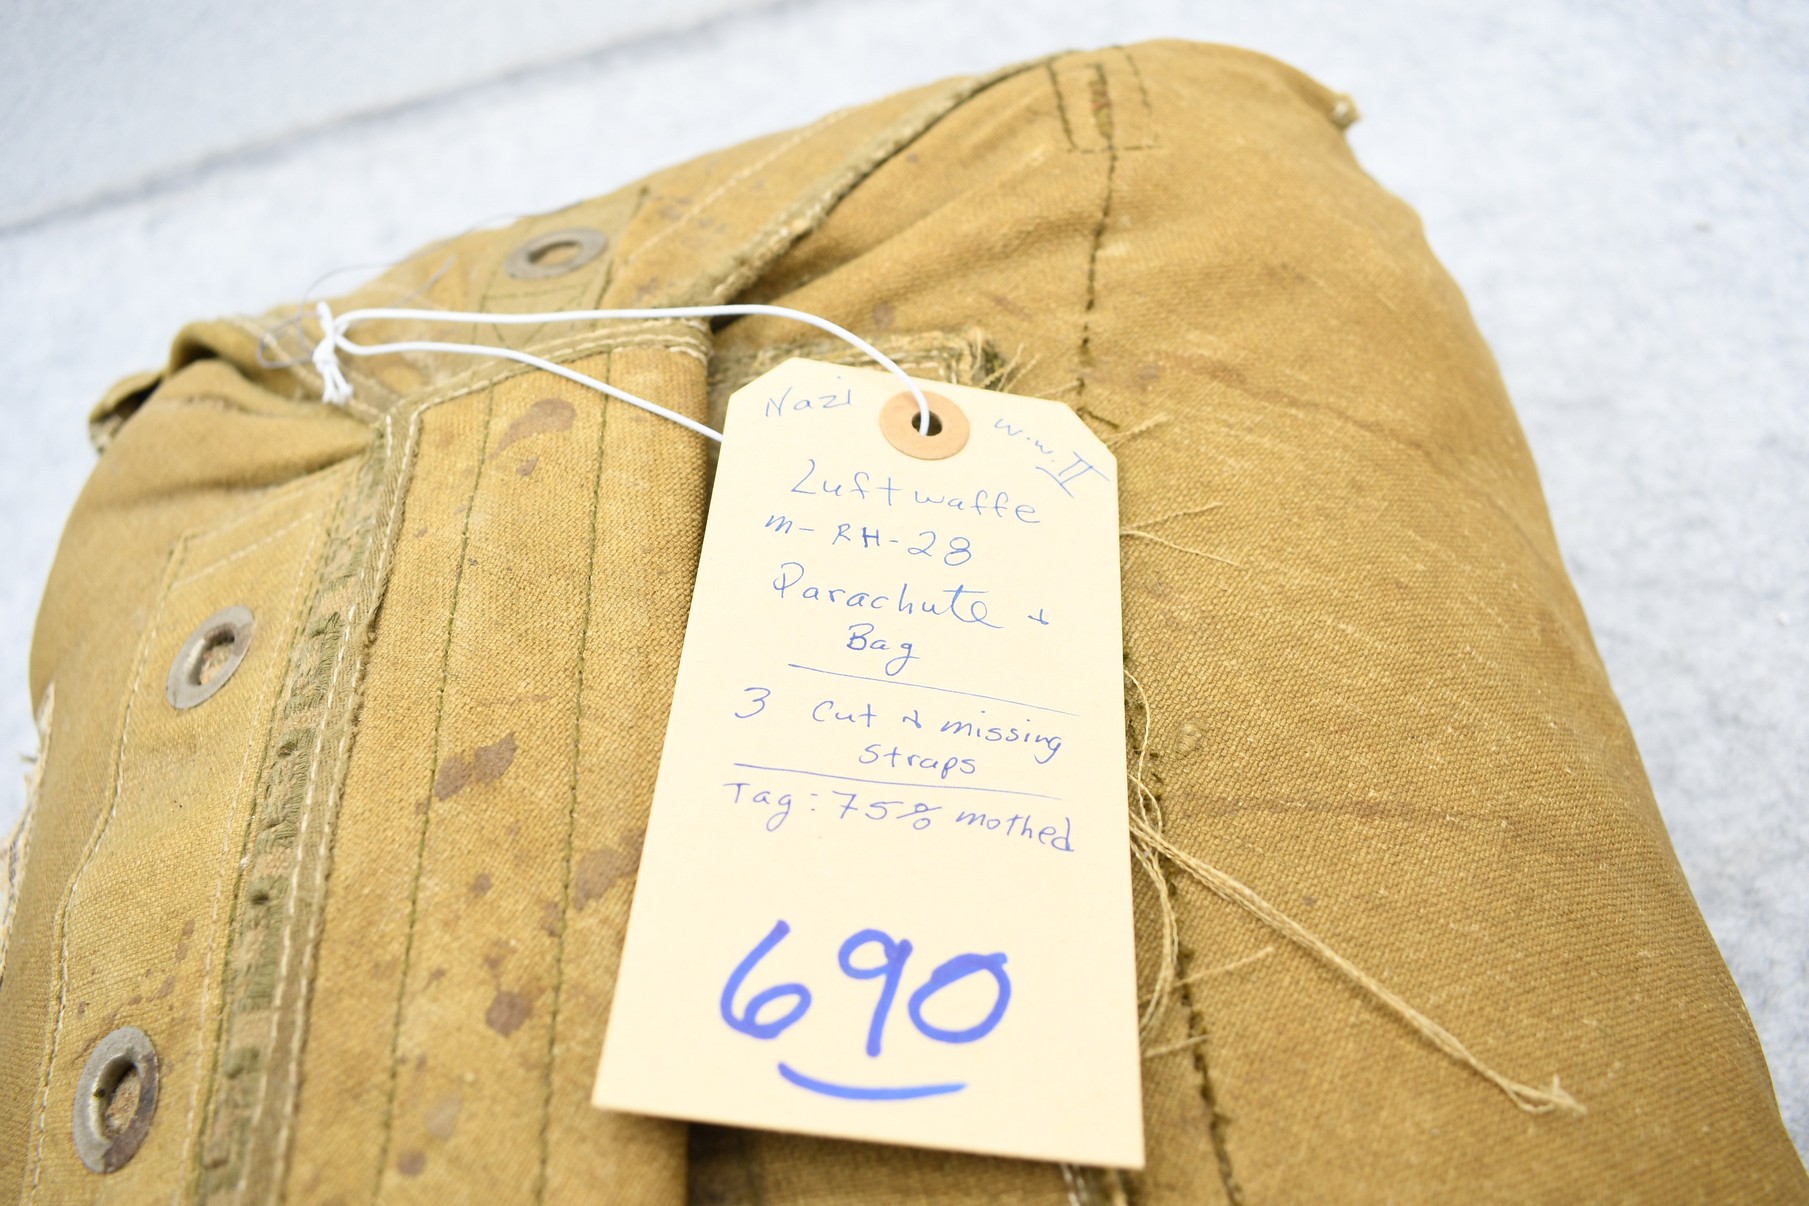 Nazi W.W. II
Luftwaffe
m-RH-28
Parachute &
Bag
3 cut & missing
straps
Tag: 75% mothed
690